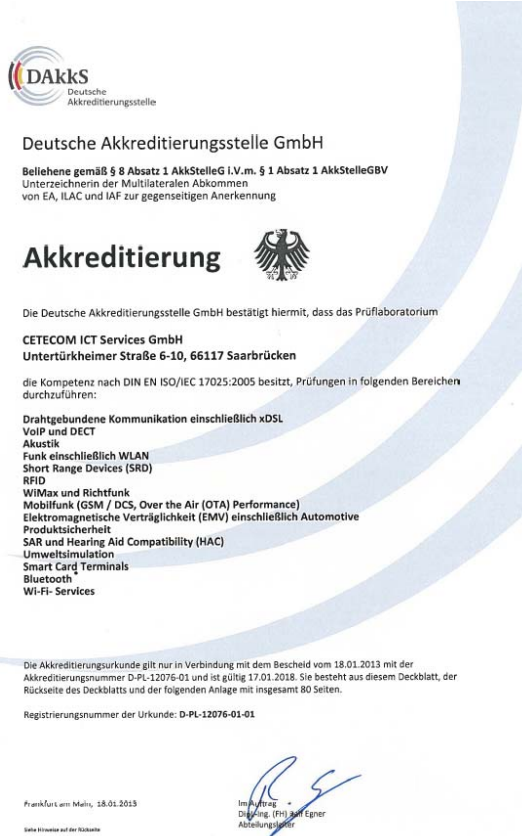 DAkkS
Deutsche
Akkreditierungsstelle
Deutsche Akkreditierungsstelle GmbH
Beliehene gemäß § 8 Absatz 1 AkkStelleG i.V.m. § 1 Absatz 1 AkkStelleGBV
Unterzeichnerin der Multilateralen Abkommen
von EA, ILAC und IAF zur gegenseitigen Anerkennung
Akkreditierung
Die Deutsche Akkreditierungsstelle GmbH bestätigt hiermit, dass das Prüflaboratorium
CETECOM ICT Services GmbH
Untertürkheimer Straße 6-10, 66117 Saarbrücken
die Kompetenz nach DIN EN ISO/IEC 17025:2005 besitzt, Prüfungen in folgenden Bereichen
durchzuführen:
Drahtgebundene Kommunikation einschließlich xDSL
VoIP und DECT
Akustik
Funk einschließlich WLAN
Short Range Devices (SRD)
RFID
WiMax und Richtfunk
Mobilfunk (GSM / DCS, Over the Air (OTA) Performance)
Elektromagnetische Verträglichkeit (EMV) einschließlich Automotive
Produktsicherheit
SAR und Hearing Aid Compatibility (HAC)
Umweltsimulation
Smart Card Terminals
Bluetooth
Wi-Fi- Services
Die Akkreditierungsurkunde gilt nur in Verbindung mit dem Bescheid vom 18.01.2013 mit der
Akkreditierungsnummer D-PL-12076-01 und ist gültig 17.01.2018. Sie besteht aus diesem Deckblatt, der
Rückseite des Deckblatts und der folgenden Anlage mit insgesamt 80 Seiten.
Registrierungsnummer der Urkunde: D-PL-12076-01-01
Frankfurt am Main, 18.01.2013
Im Auftrag
Dipl.-Ing. (FH) Ralf Egner
Abteilungsleiter
Siehe Hinweise auf der Rückseite